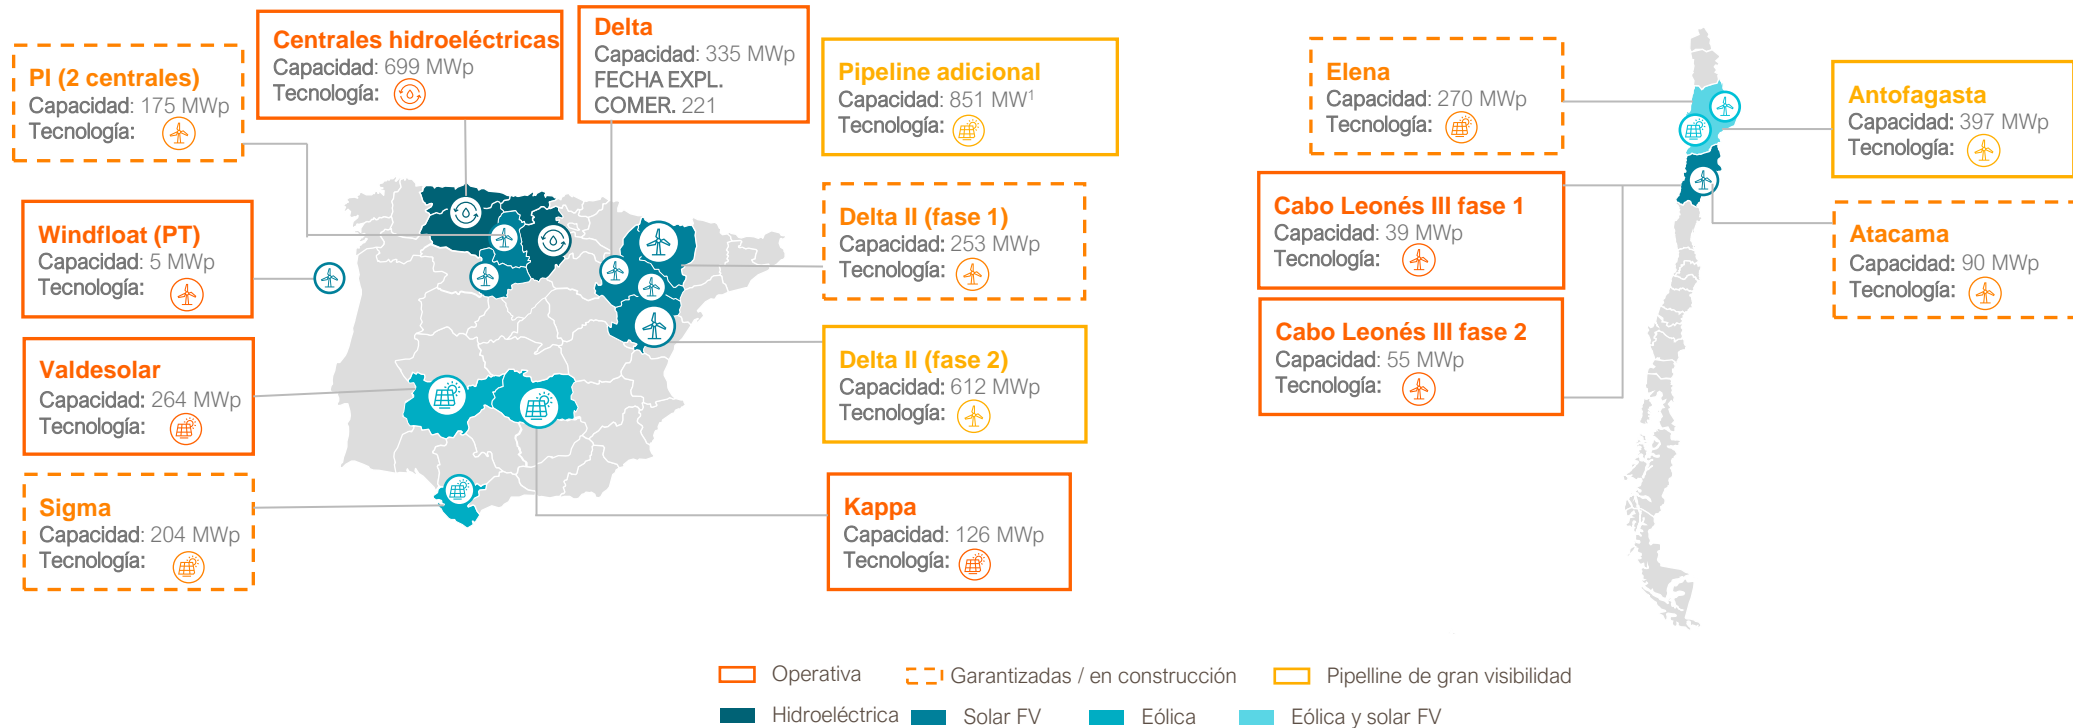 PI (2 centrales)
Capacidad: 175 MWp
Tecnología:
Centrales hidroeléctricas
Capacidad: 699 MWp
Tecnología:
Delta
Capacidad: 335 MWp
FECHA EXPL.
COMER. 221
Pipeline adicional
Capacidad: 851 MW¹
Tecnología:
Windfloat (PT)
Capacidad: 5 MWp
Tecnología:
Delta II (fase 1)
Capacidad: 253 MWp
Tecnología:
Valdesolar
Capacidad: 264 MWp
Tecnología:
Delta II (fase 2)
Capacidad: 612 MWp
Tecnología:
Sigma
Capacidad: 204 MWp
Tecnología:
Kappa
Capacidad: 126 MWp
Tecnología:
Elena
Capacidad: 270 MWp
Tecnología:
Antofagasta
Capacidad: 397 MWp
Tecnología:
Cabo Leonés III fase 1
Capacidad: 39 MWp
Tecnología:
Atacama
Capacidad: 90 MWp
Tecnología:
Cabo Leonés III fase 2
Capacidad: 55 MWp
Tecnología:
Operativa
Garantizadas / en construcción
Pipelline de gran visibilidad
Hidroeléctrica
Solar FV
Eólica
Eólica y solar FV